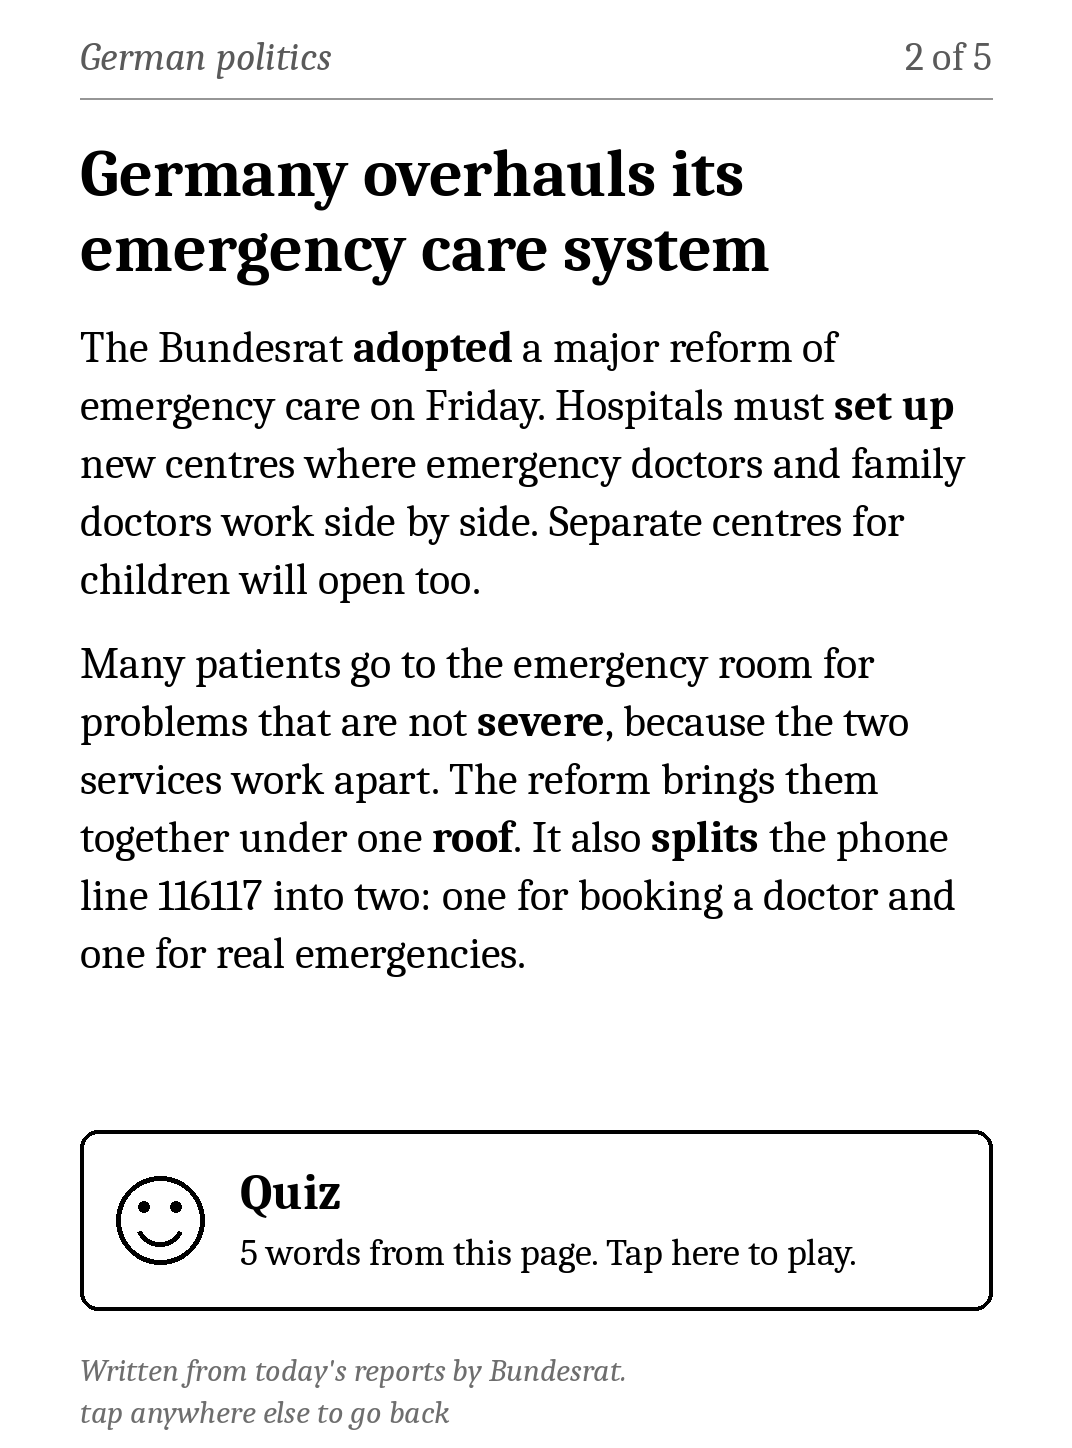 German politics
2 of 5
Germany overhauls its
emergency care system
The Bundesrat adopted a major reform of
emergency care on Friday. Hospitals must set up
new centres where emergency doctors and family
doctors work side by side. Separate centres for
children will open too.
Many patients go to the emergency room for
problems that are not severe, because the two
services work apart. The reform brings them
together under one roof. It also splits the phone
line 116117 into two: one for booking a doctor and
one for real emergencies.
Quiz
5 words from this page. Tap here to play.
Written from today's reports by Bundesrat.
tap anywhere else to go back